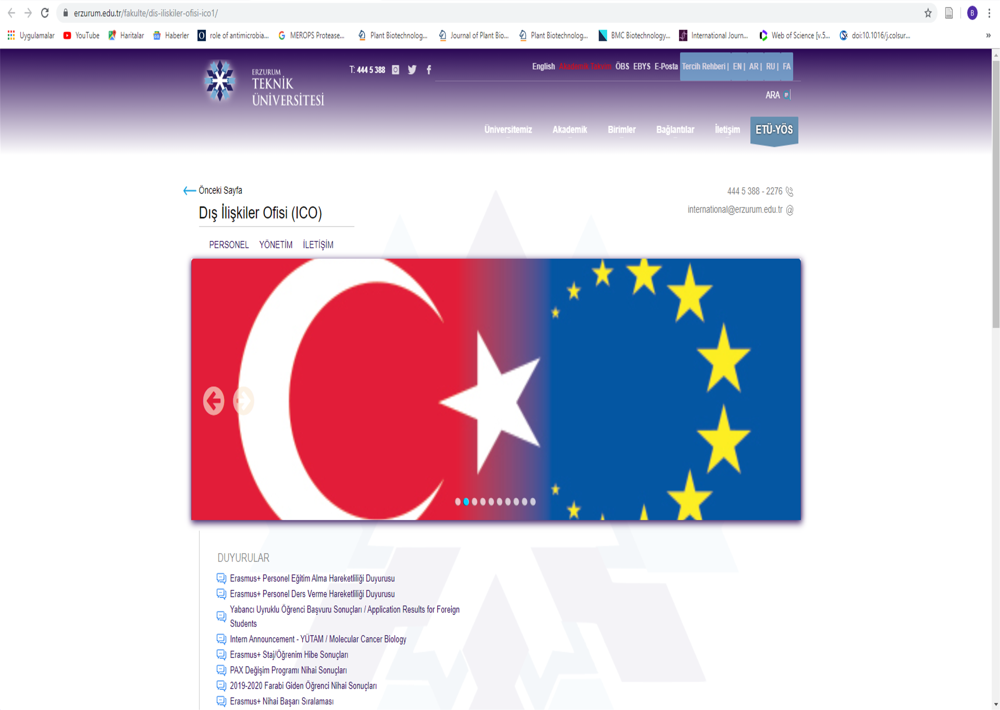 erzurum.edu.tr/fakulte/dis-iliskiler-ofisi-ico1/
B
Uygulamalar YouTube Haritalar Haberler role of antimicrobia... MEROPS Protease... Plant Biotechnolog... Journal of Plant Bio... Plant Biotechnolog... BMC Biotechnology... International Journ... Web of Science [v.5... doi:10.1016/j.colsur... »
ERZURUM
TEKNİK
ÜNİVERSİTESİ
T: 444 5 388
English Akademik Takvim ÖBS EBYS E-Posta Tercih Rehberi | EN | AR | RU | FA
ARA
Üniversitemiz Akademik Birimler Bağlantılar İletişim ETÜ-YÖS
Önceki Sayfa
444 5 388 - 2276
Dış İlişkiler Ofisi (ICO)
international@erzurum.edu.tr @
PERSONEL YÖNETİM İLETİŞİM
DUYURULAR
Erasmus+ Personel Eğitim Alma Hareketliliği Duyurusu
Erasmus+ Personel Ders Verme Hareketliliği Duyurusu
Yabancı Uyruklu Öğrenci Başvuru Sonuçları / Application Results for Foreign
Students
Intern Announcement - YÜTAM / Molecular Cancer Biology
Erasmus+ Staj/Öğrenim Hibe Sonuçları
PAX Değişim Programı Nihai Sonuçları
2019-2020 Farabi Giden Öğrenci Nihai Sonuçları
Erasmus+ Nihai Başarı Sıralaması